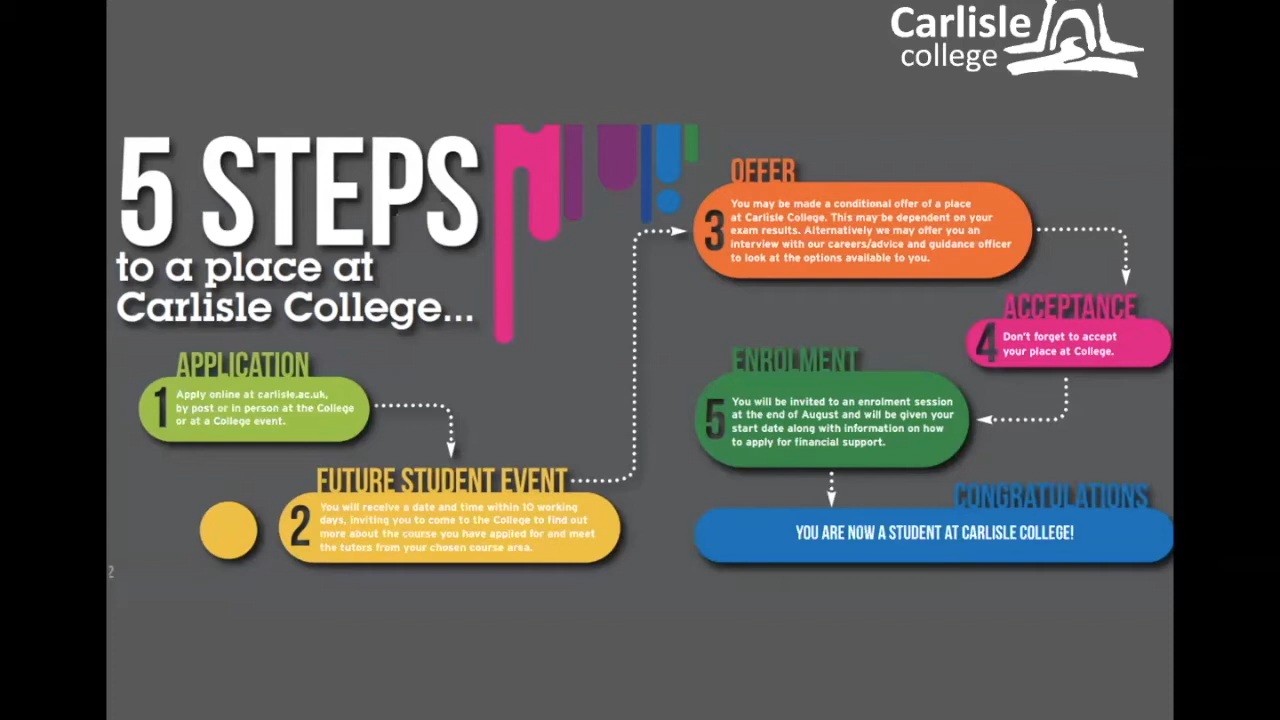 Carlisle
college
5 STEPS
to a place at
Carlisle College...
APPLICATION
1
Apply online at carlisle.ac.uk,
by post or in person at the College
or at a College event.
FUTURE STUDENT EVENT
2
You will receive a date and time within 10 working
days, inviting you to come to the College to find out
more about the course you have applied for and meet
the tutors from your chosen course area.
OFFER
3
You may be made a conditional offer of a place
at Carlisle College. This may be dependent on your
exam results. Alternatively we may offer you an
interview with our careers/advice and guidance officer
to look at the options available to you.
ACCEPTANCE
4
Don't forget to accept
your place at College.
ENROLMENT
5
You will be invited to an enrolment session
at the end of August and will be given your
start date along with information on how
to apply for financial support.
CONGRATULATIONS
YOU ARE NOW A STUDENT AT CARLISLE COLLEGE!
2